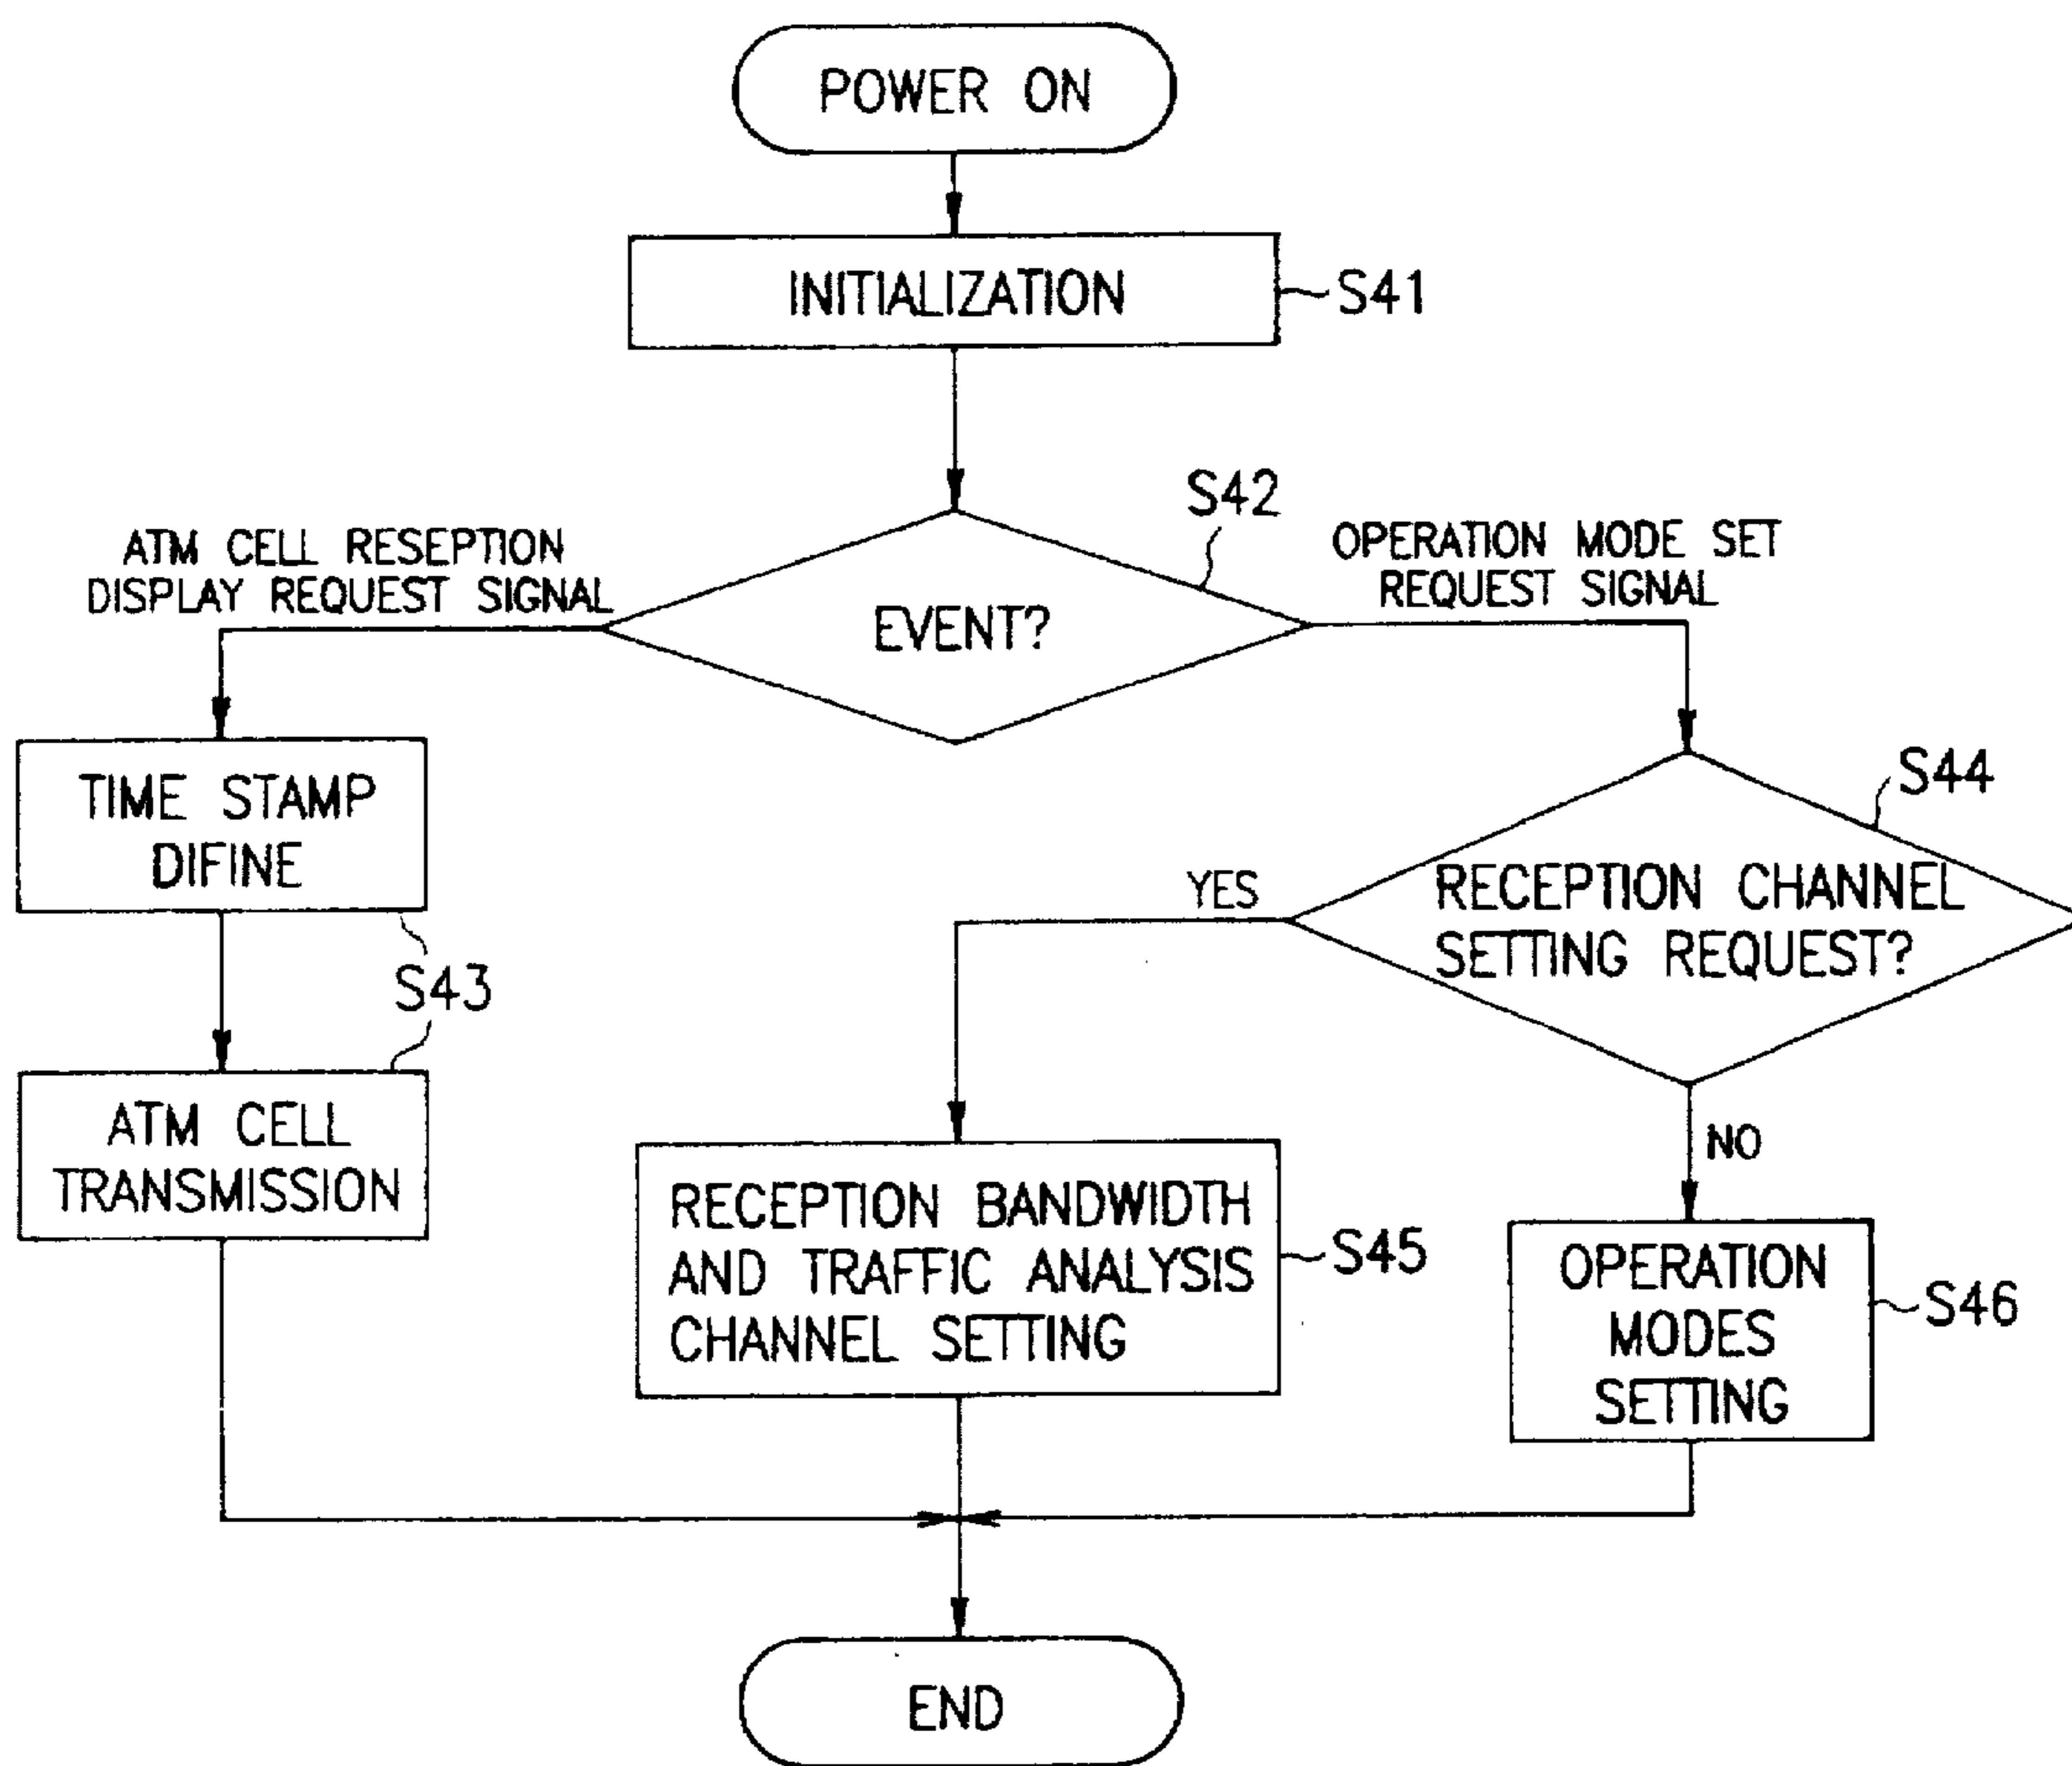 POWER ON
INITIALIZATION
S41
S42
ATM CELL RESEPTION
DISPLAY REQUEST SIGNAL
OPERATION MODE SET
REQUEST SIGNAL
EVENT?
TIME STAMP
DIFINE
S43
ATM CELL
TRANSMISSION
S44
RECEPTION CHANNEL
SETTING REQUEST?
YES
NO
RECEPTION BANDWIDTH
AND TRAFFIC ANALYSIS
CHANNEL SETTING
S45
OPERATION
MODES
SETTING
S46
END